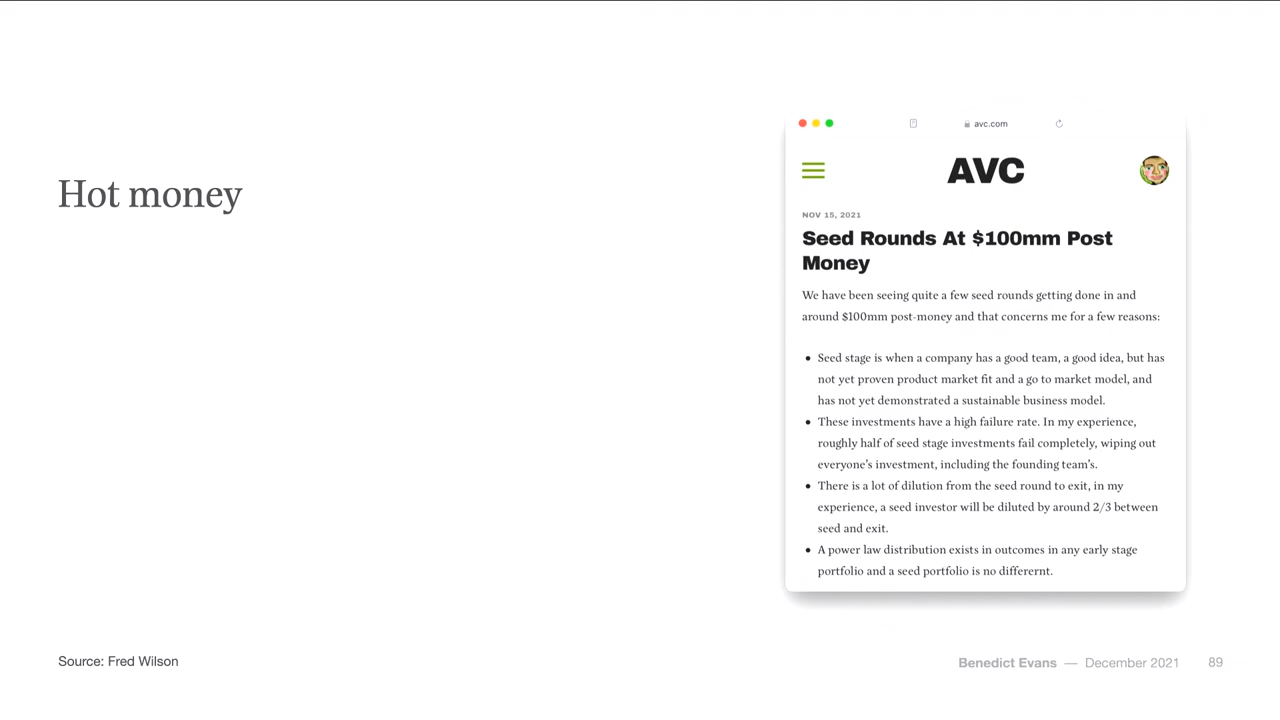 Hot money
avc.com
AVC
NOV 15, 2021
Seed Rounds At $100mm Post
Money
We have been seeing quite a few seed rounds getting done in and
around $100mm post-money and that concerns me for a few reasons:
• Seed stage is when a company has a good team, a good idea, but has
not yet proven product market fit and a go to market model, and
has not yet demonstrated a sustainable business model.
• These investments have a high failure rate. In my experience,
roughly half of seed stage investments fail completely, wiping out
everyone’s investment, including the founding team’s.
• There is a lot of dilution from the seed round to exit, in my
experience, a seed investor will be diluted by around 2/3 between
seed and exit.
• A power law distribution exists in outcomes in any early stage
portfolio and a seed portfolio is no differernt.
Source: Fred Wilson
Benedict Evans — December 2021 89